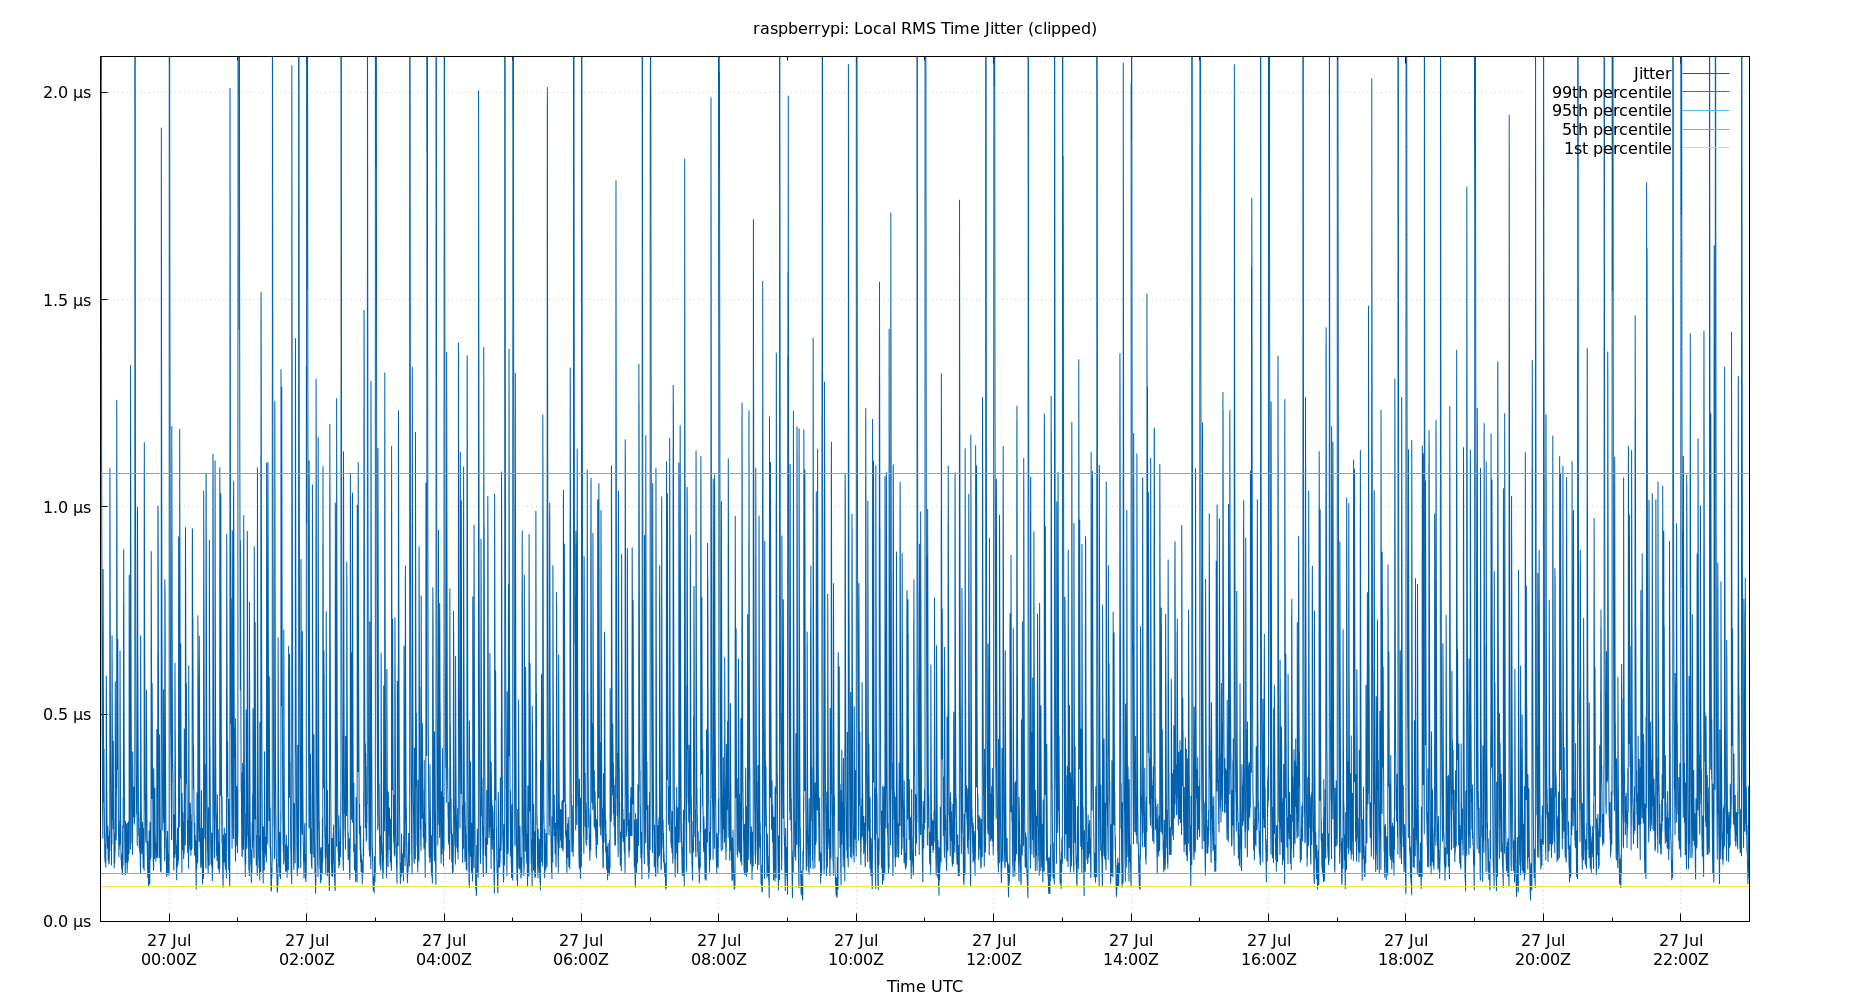 raspberrypi: Local RMS Time Jitter (clipped)
Jitter
99th percentile
95th percentile
5th percentile
1st percentile
2.0 µs
1.5 µs
1.0 µs
0.5 µs
0.0 µs
27 Jul 27 Jul 27 Jul 27 Jul 27 Jul 27 Jul 27 Jul 27 Jul 27 Jul 27 Jul 27 Jul 27 Jul
00:00Z 02:00Z 04:00Z 06:00Z 08:00Z 10:00Z 12:00Z 14:00Z 16:00Z 18:00Z 20:00Z 22:00Z
Time UTC